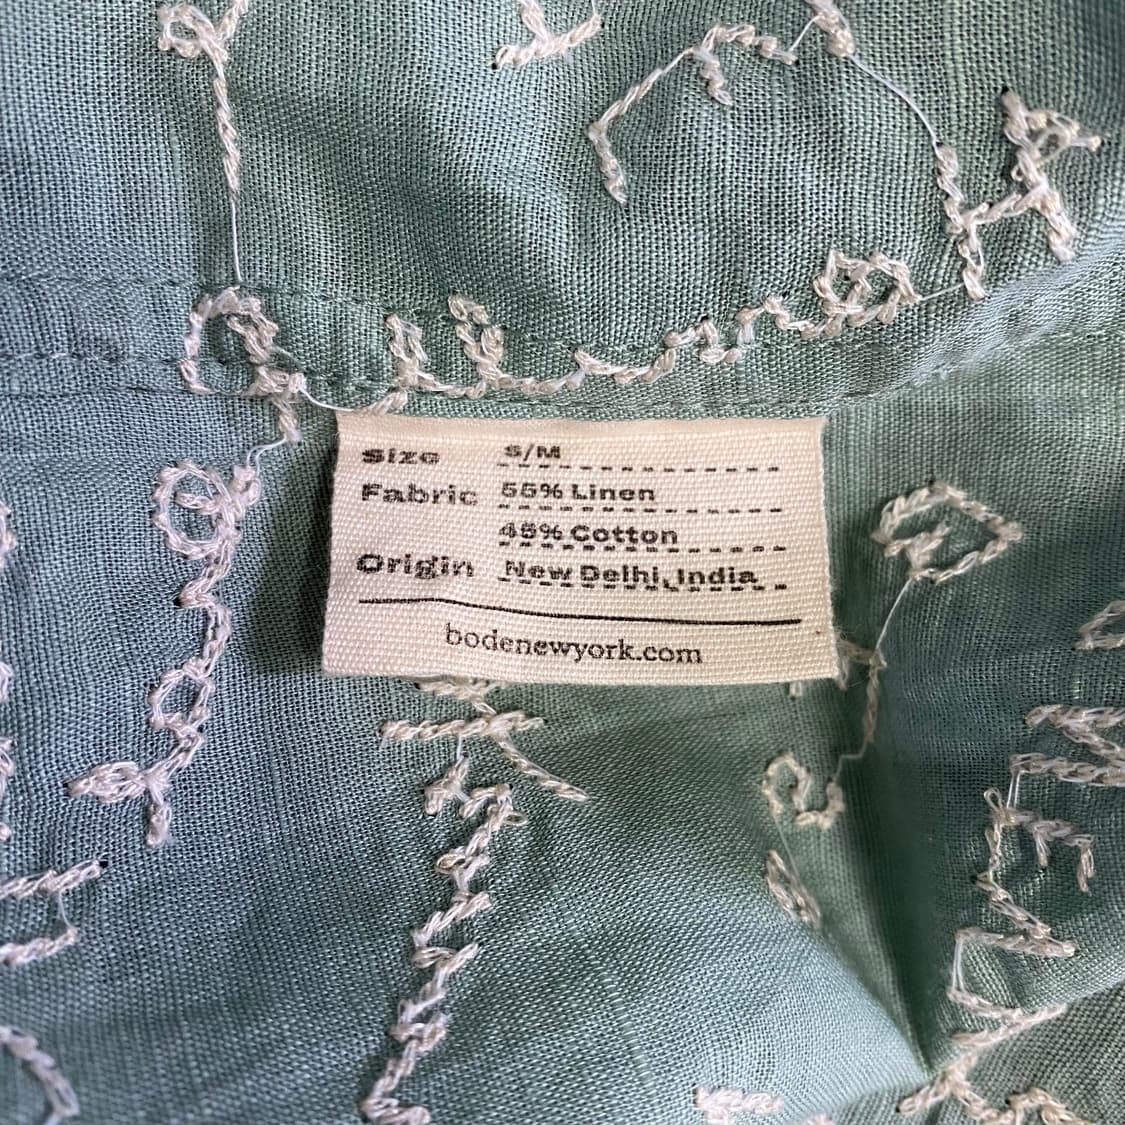 Size S/M
Fabric 55% Linen
45% Cotton
Origin New Delhi, India
bodenewyork.com